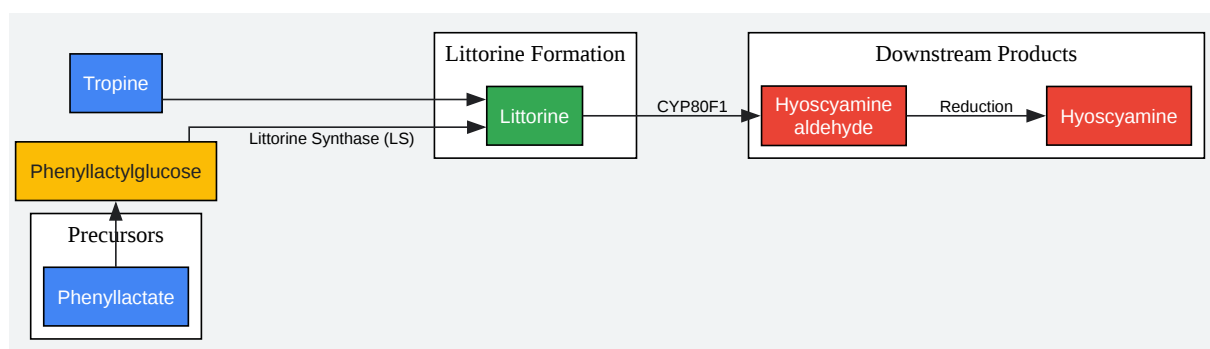 Littorine Formation
Downstream Products
Tropine
Littorine
CYP80F1
Hyoscyamine
aldehyde
Reduction
Hyoscyamine
Littorine Synthase (LS)
Phenyllactylglucose
Precursors
Phenyllactate